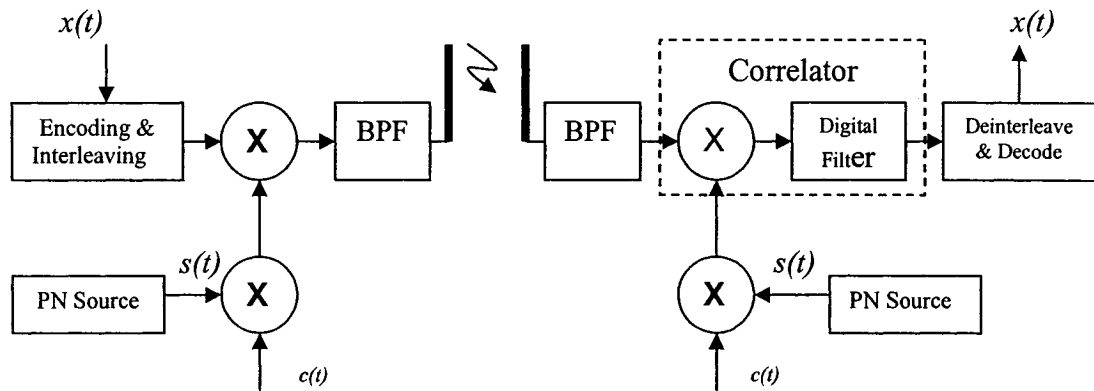 x(t)
x(t)
Correlator
Encoding &
Interleaving
X
BPF
BPF
X
Digital
Filter
Deinterleave
& Decode
s(t)
s(t)
PN Source
X
X
PN Source
c(t)
c(t)